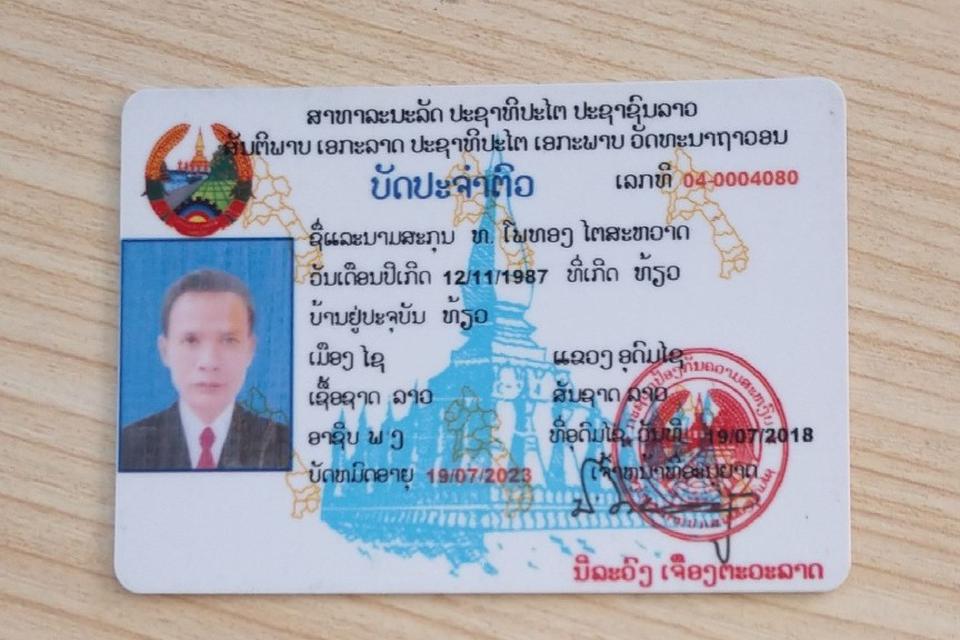 ສາທາລະນະລັດ ປະຊາທິປະໄຕ ປະຊາຊົນລາວ
ສັນຕິພາບ ເອກະລາດ ປະຊາທິປະໄຕ ເອກະພາບ ວັດທະນາຖາວອນ
ບັດປະຈຳຕົວ
ເລກທີ 04-0004080
ຊື່ແລະນາມສະກຸນ ທ. ໂພທອງ ໄຕສະຫວາດ
ວັນເດືອນປີເກີດ 12/11/1987 ທີ່ເກີດ ທ້ຽວ
ບ້ານຢູ່ປະຈຸບັນ ທ້ຽວ
ເມືອງ ໄຊ ແຂວງ ອຸດົມໄຊ
ເຊື້ອຊາດ ລາວ ສັນຊາດ ລາວ
ອາຊິບ ພ ງ ທີ່ອຸດົມໄຊ, ວັນທີ 19/07/2018
ບັດຫມົດອາຍຸ 19/07/2023 ເຈົ້າຫນ້າທີ່ອະນຸຍາດ
ນິລະວົງ ເຈືອງຕະວະລາດ